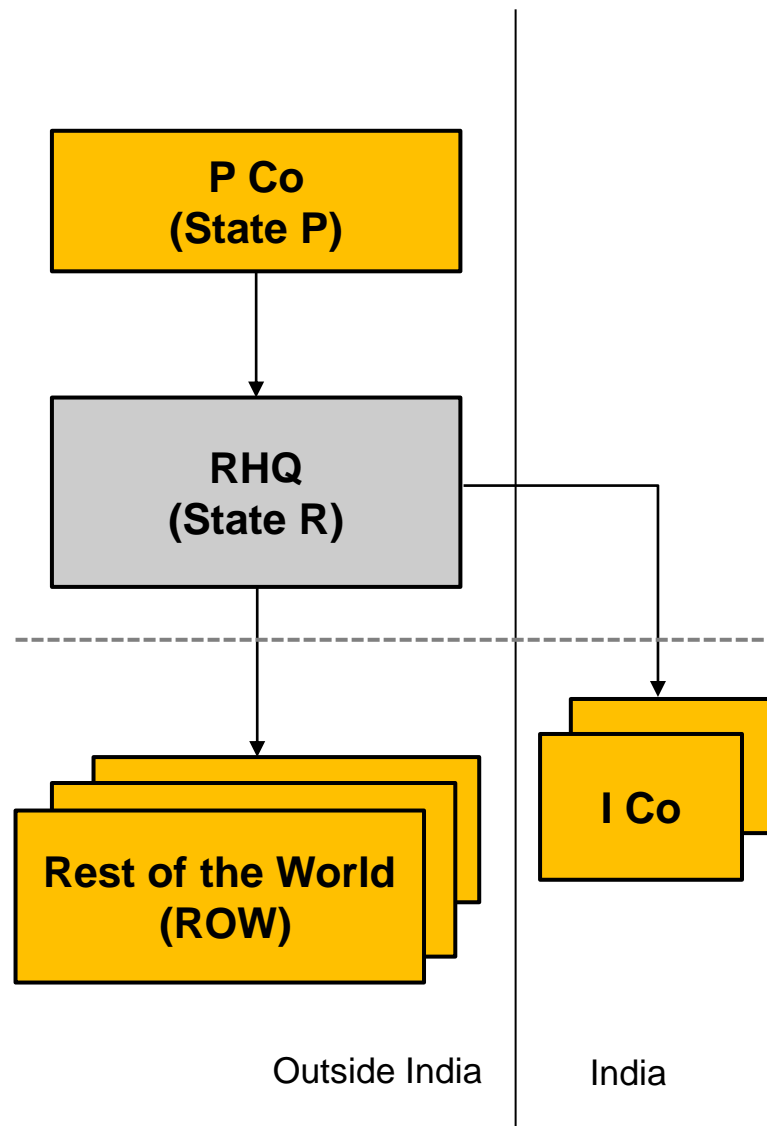 P Co
(State P)
RHQ
(State R)
I Co
Rest of the World
(ROW)
Outside India
India